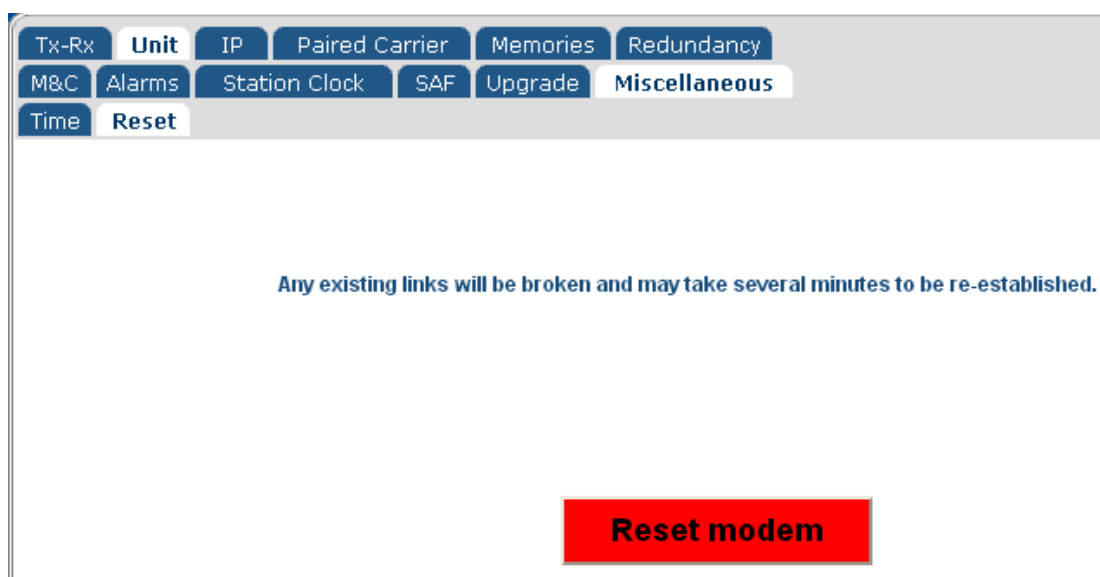 Tx-Rx Unit IP Paired Carrier Memories Redundancy
M&C Alarms Station Clock SAF Upgrade Miscellaneous
Time Reset
Any existing links will be broken and may take several minutes to be re-established.
Reset modem